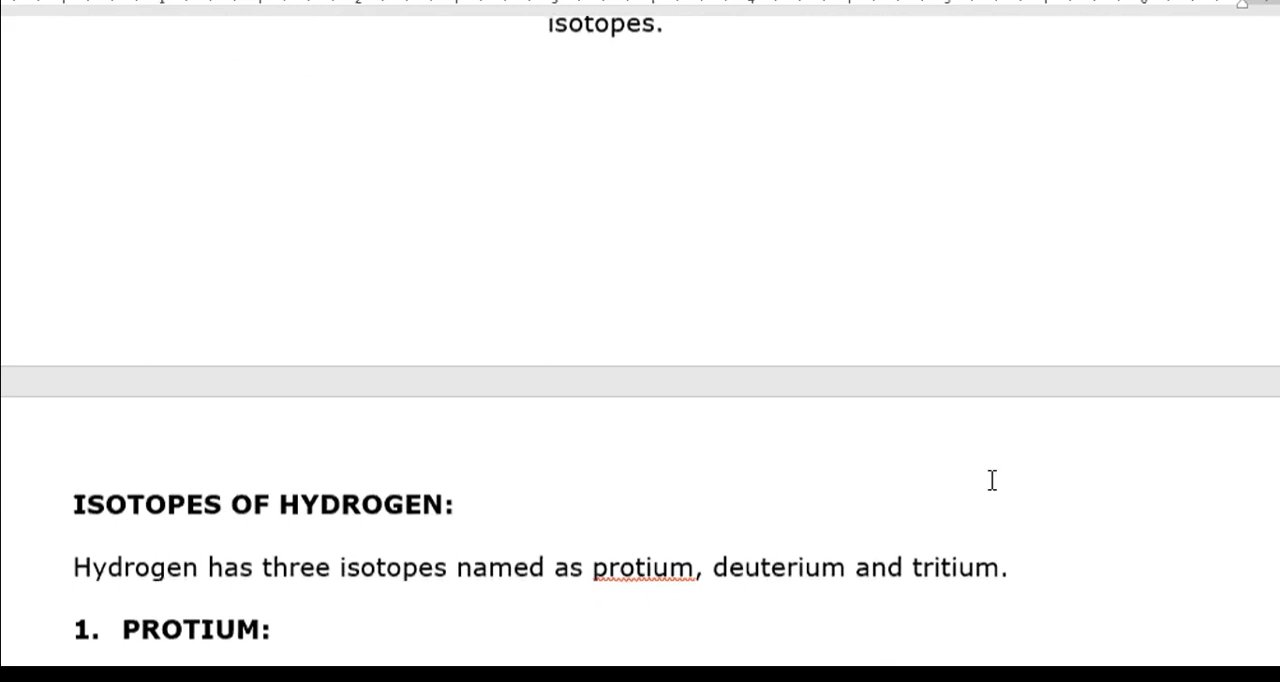 isotopes.
ISOTOPES OF HYDROGEN:
Hydrogen has three isotopes named as protium, deuterium and tritium.
1. PROTIUM: